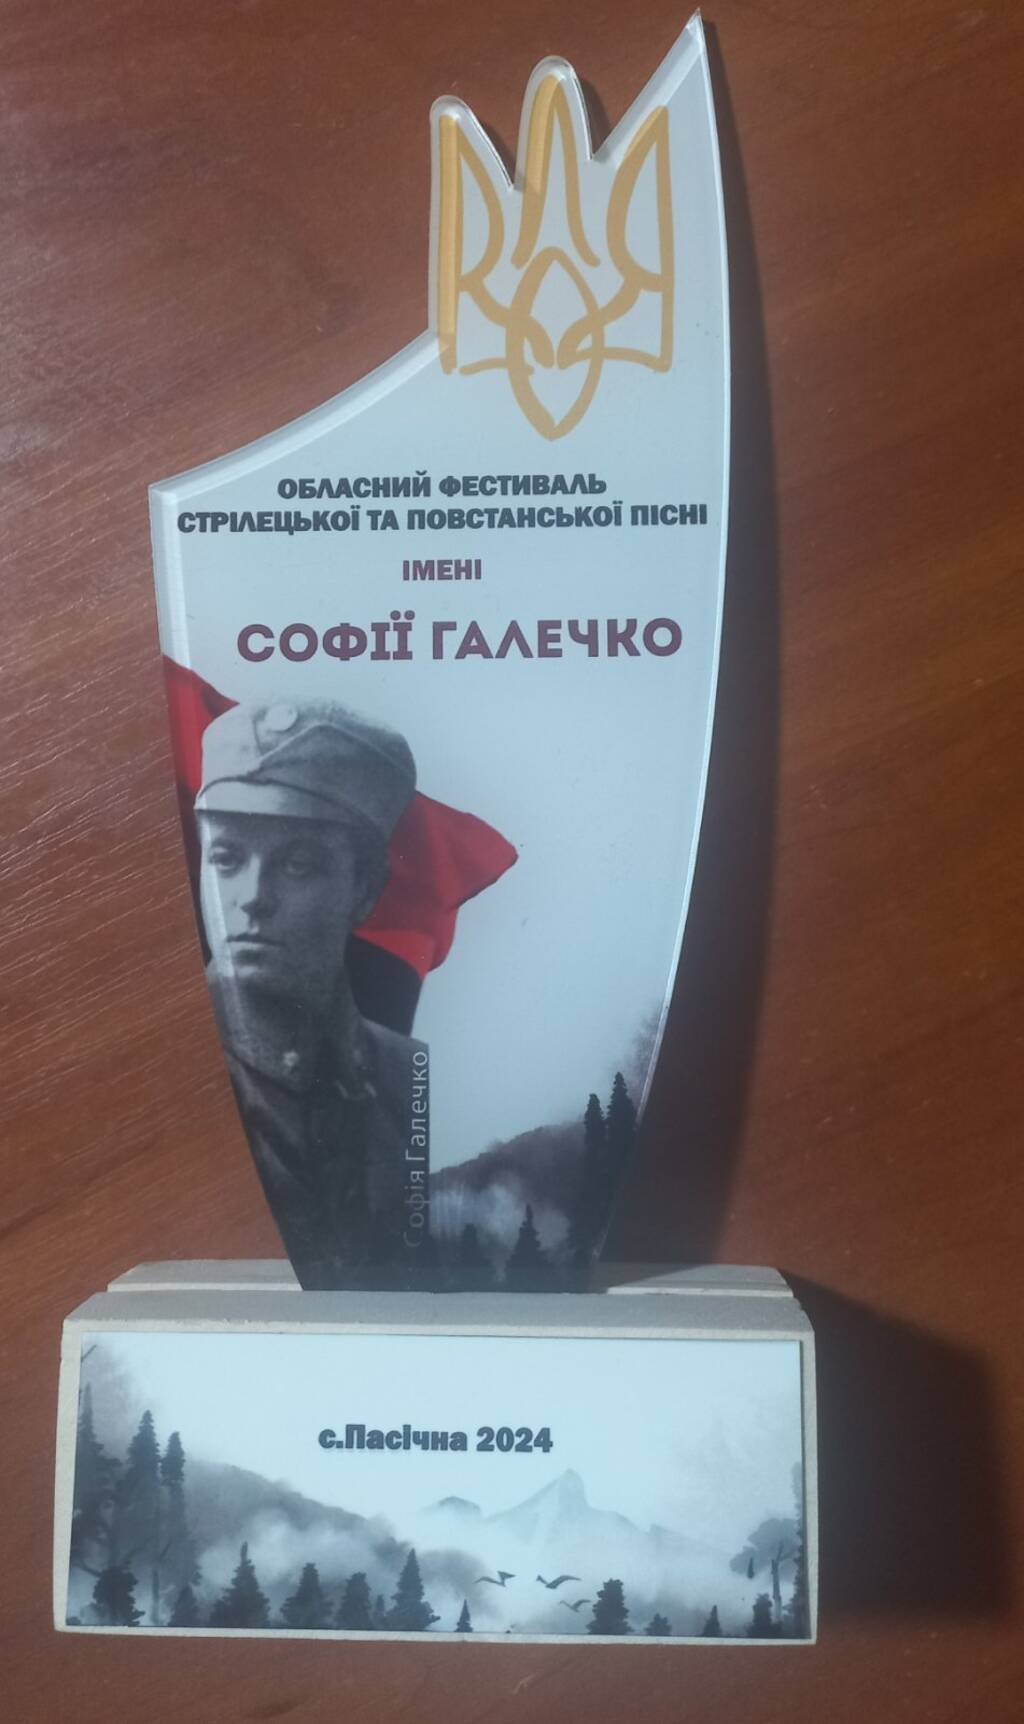 ОБЛАСНИЙ ФЕСТИВАЛЬ
СТРІЛЕЦЬКОЇ ТА ПОВСТАНСЬКОЇ ПІСНІ
ІМЕНІ
СОФІЇ ГАЛЕЧКО
Софія Галечко
с.Пасічна 2024